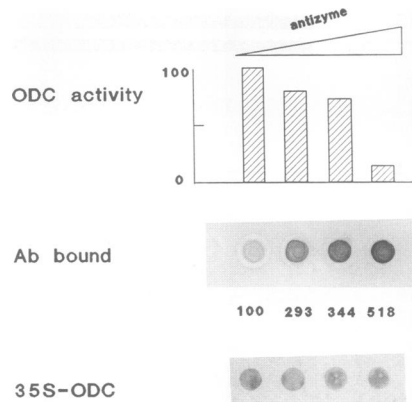 antizyme
100
ODC activity
0
Ab bound
100 293 344 518
35S-ODC